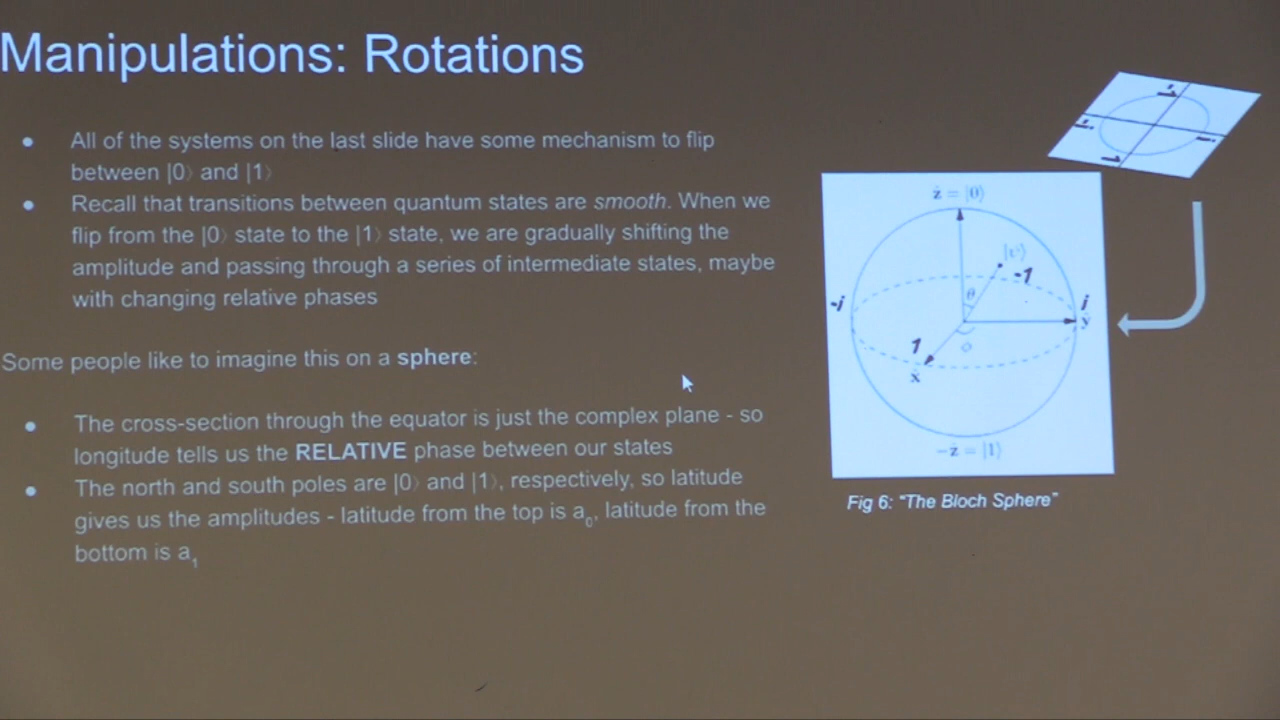 Manipulations: Rotations
● All of the systems on the last slide have some mechanism to flip
between |0⟩ and |1⟩
● Recall that transitions between quantum states are smooth. When we
flip from the |0⟩ state to the |1⟩ state, we are gradually shifting the
amplitude and passing through a series of intermediate states, maybe
with changing relative phases
Some people like to imagine this on a sphere:
● The cross-section through the equator is just the complex plane - so
longitude tells us the RELATIVE phase between our states
● The north and south poles are |0⟩ and |1⟩, respectively, so latitude
gives us the amplitudes - latitude from the top is a₀, latitude from the
bottom is a₁
-1
-i
i
1
ẑ = |0⟩
|ψ⟩
-1
θ
-i
i
ŷ
1
ϕ
x̂
-ẑ = |1⟩
Fig 6: "The Bloch Sphere"